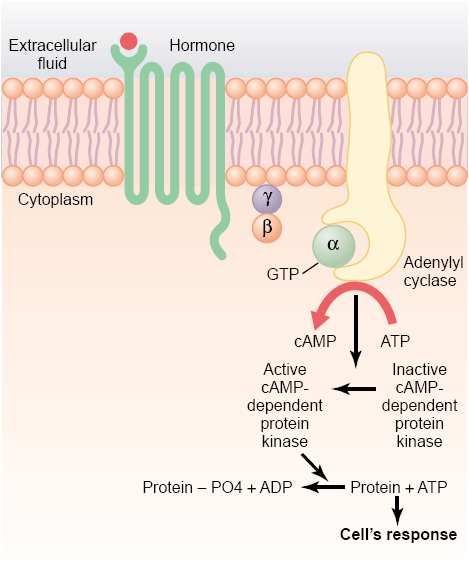 Extracellular
fluid
Hormone
Cytoplasm
γ
β
α
GTP
Adenylyl
cyclase
cAMP
ATP
Active
cAMP-
dependent
protein
kinase
Inactive
cAMP-
dependent
protein
kinase
Protein – PO4 + ADP
Protein + ATP
Cell's response